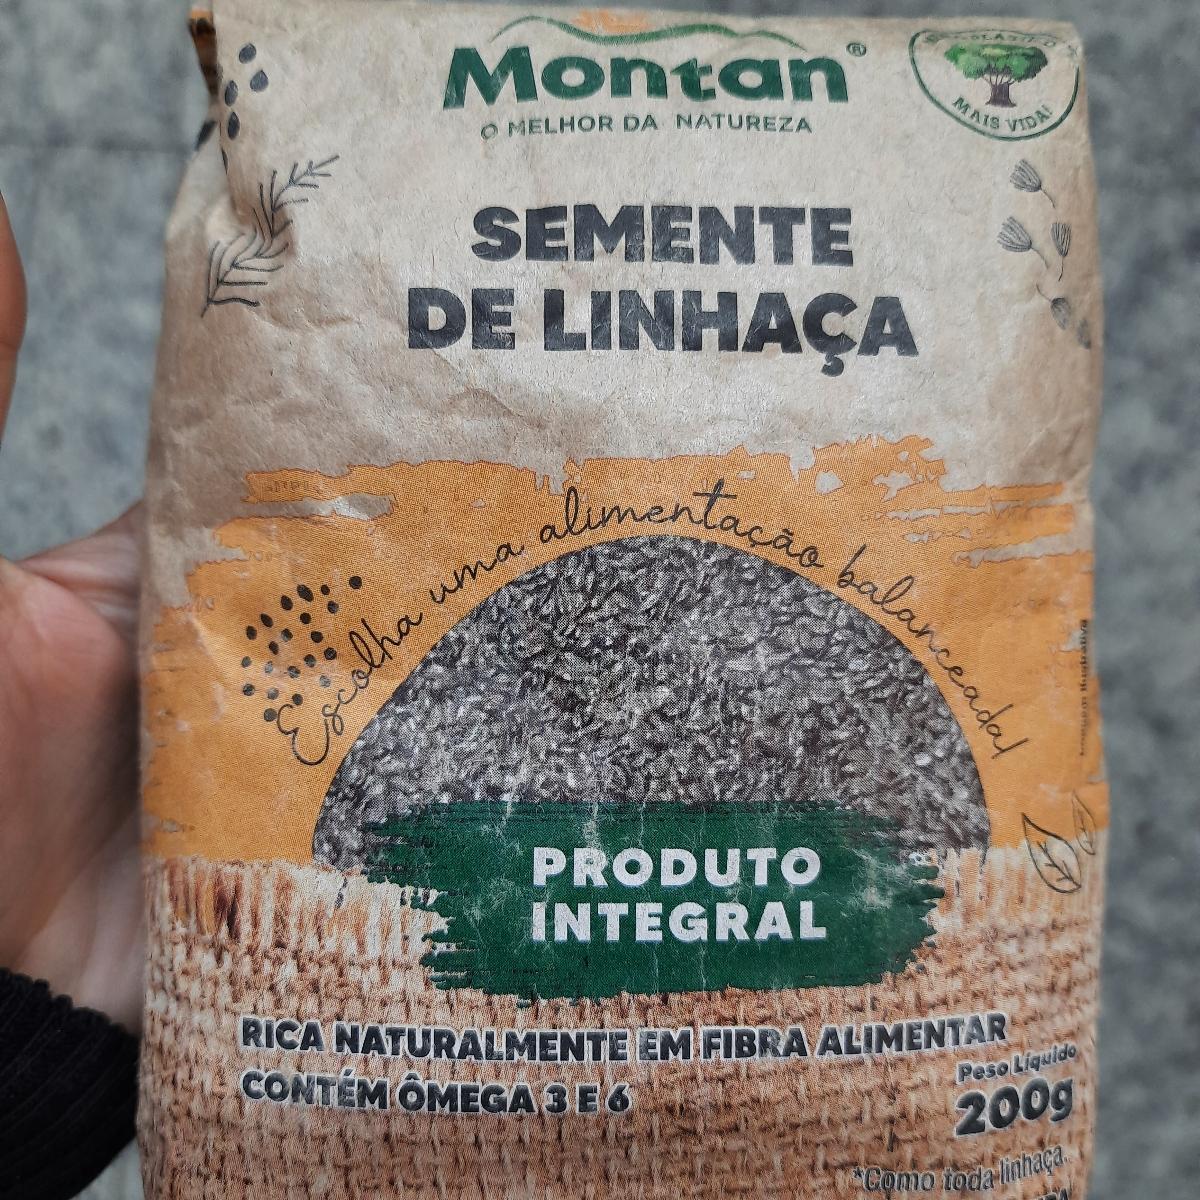 Montan®
O MELHOR DA NATUREZA
MAIS VIDA!
SEMENTE
DE LINHAÇA
Escolha uma alimentação balanceada!
PRODUTO
INTEGRAL
RICA NATURALMENTE EM FIBRA ALIMENTAR
CONTÉM ÔMEGA 3 E 6
Peso Líquido
200g
*Como toda linhaça.